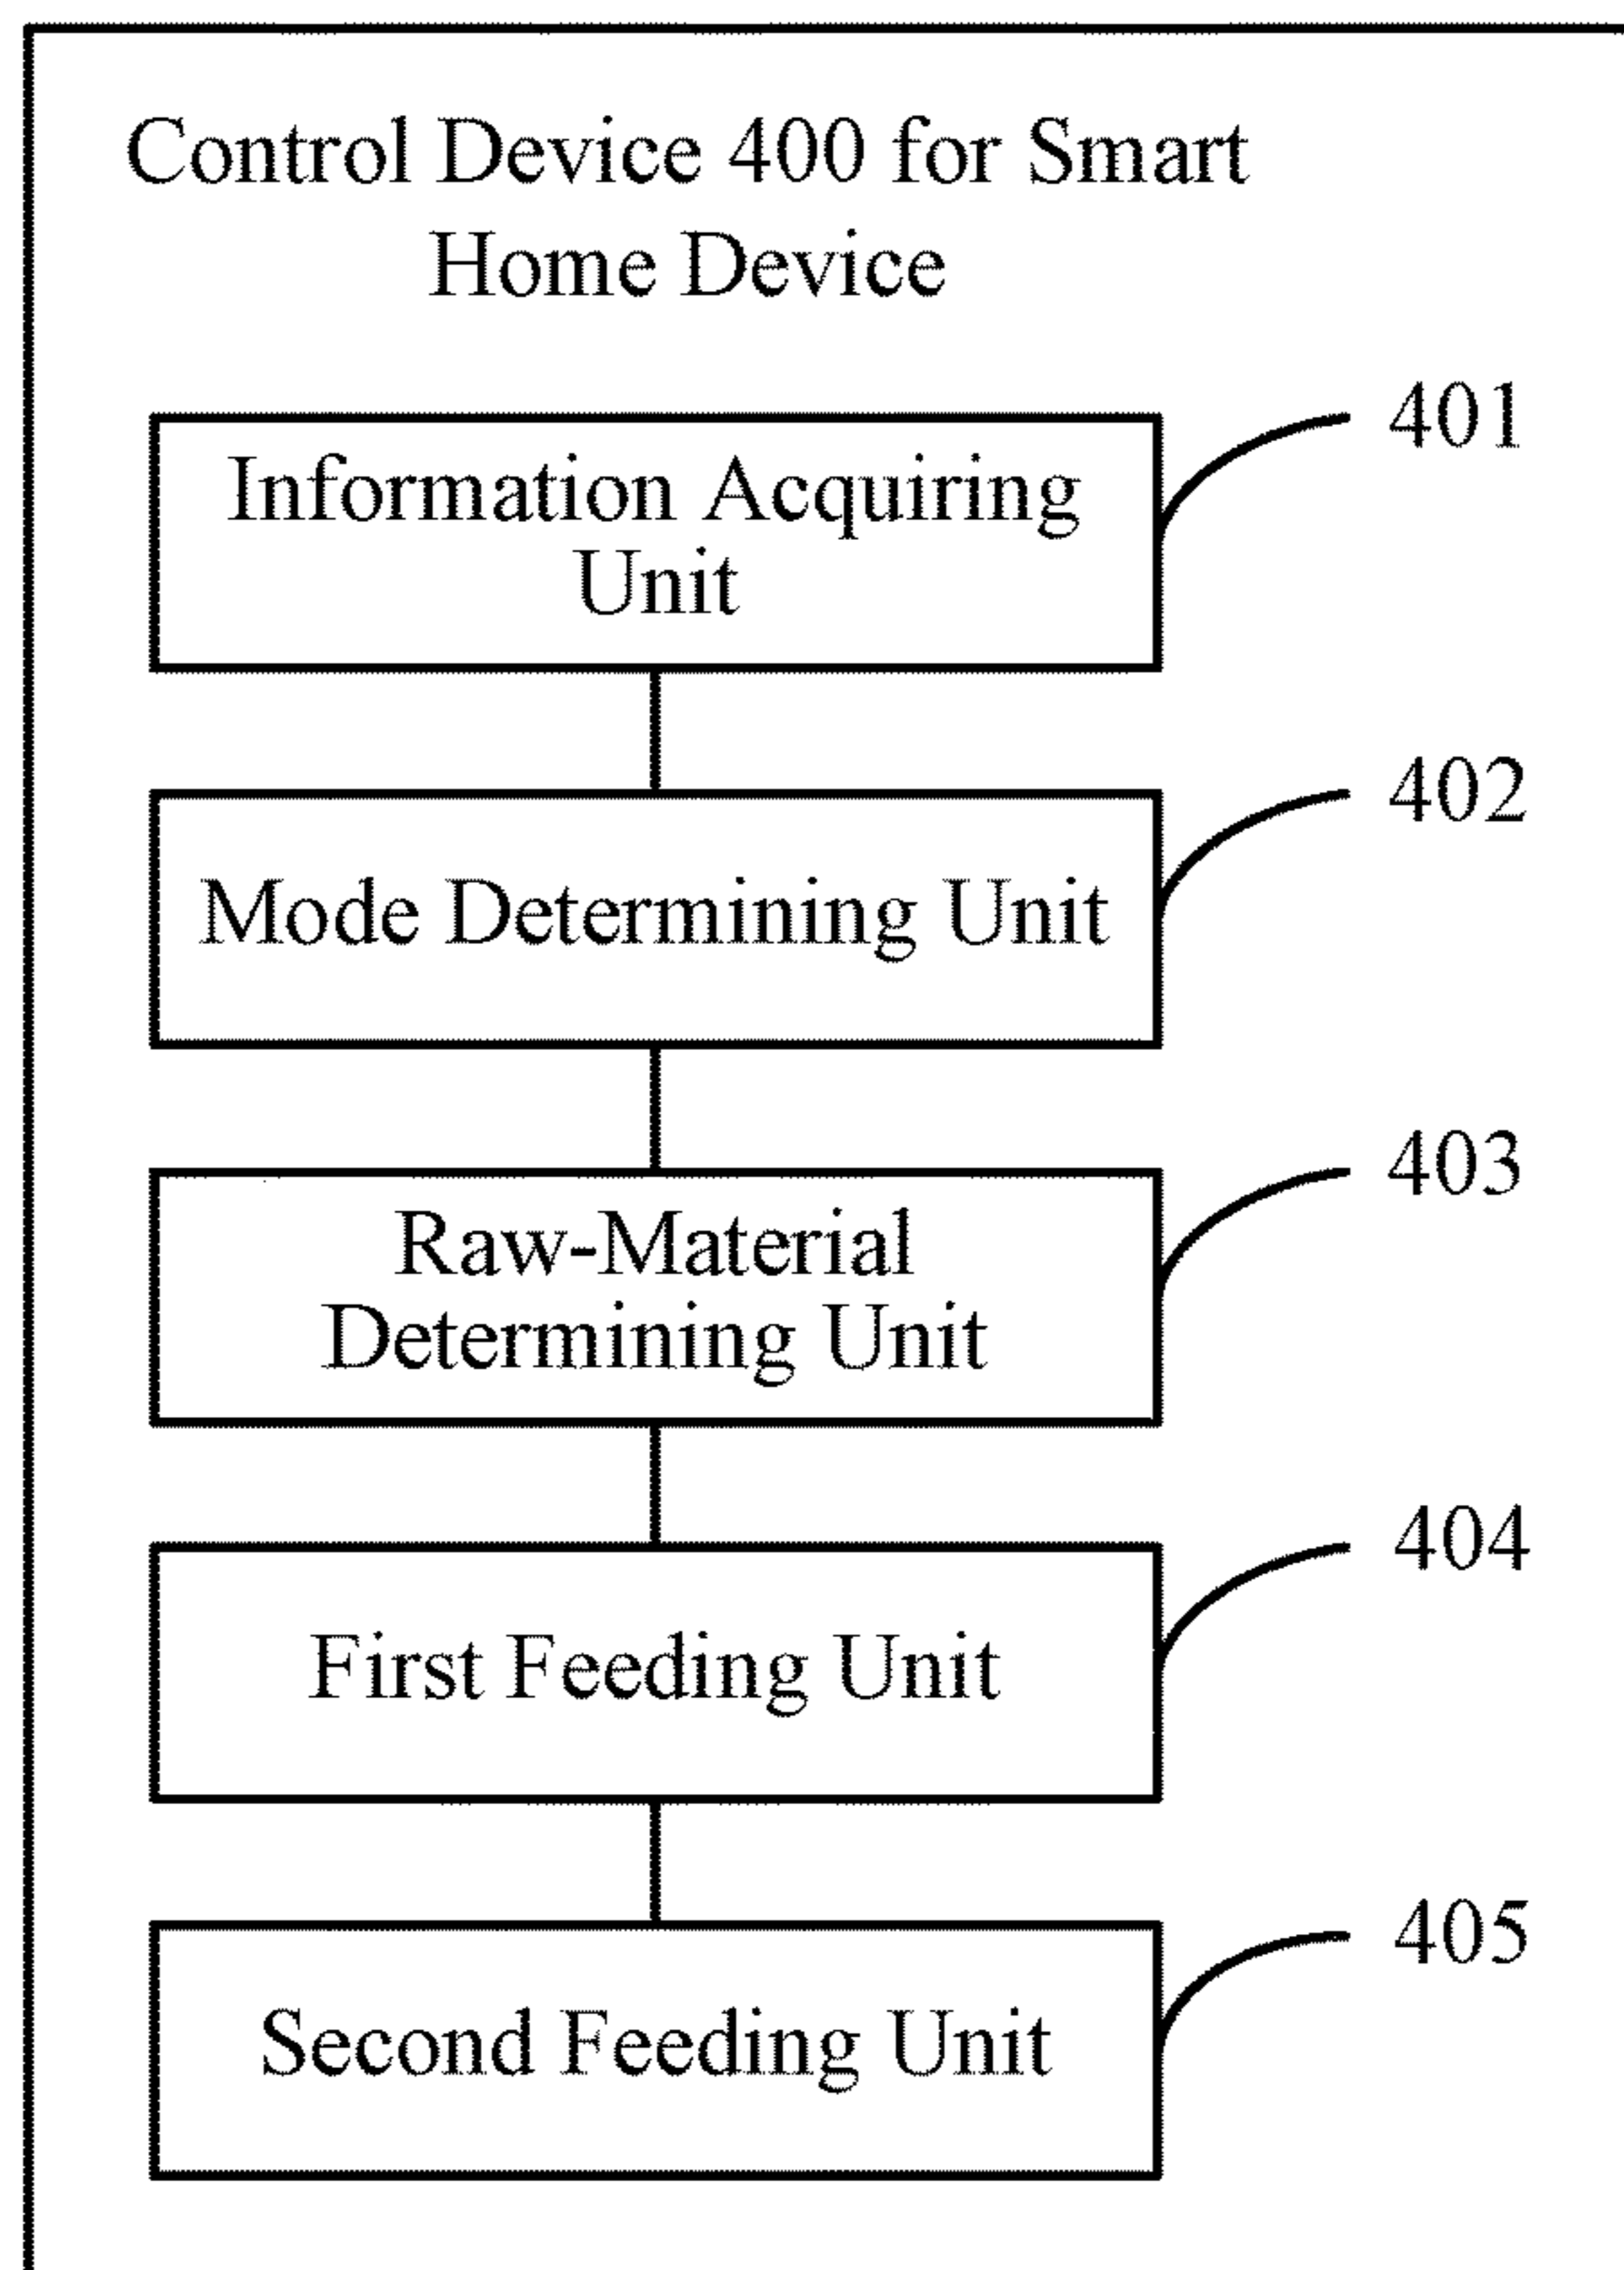 Control Device 400 for Smart
Home Device
401
Information Acquiring
Unit
402
Mode Determining Unit
403
Raw-Material
Determining Unit
404
First Feeding Unit
405
Second Feeding Unit